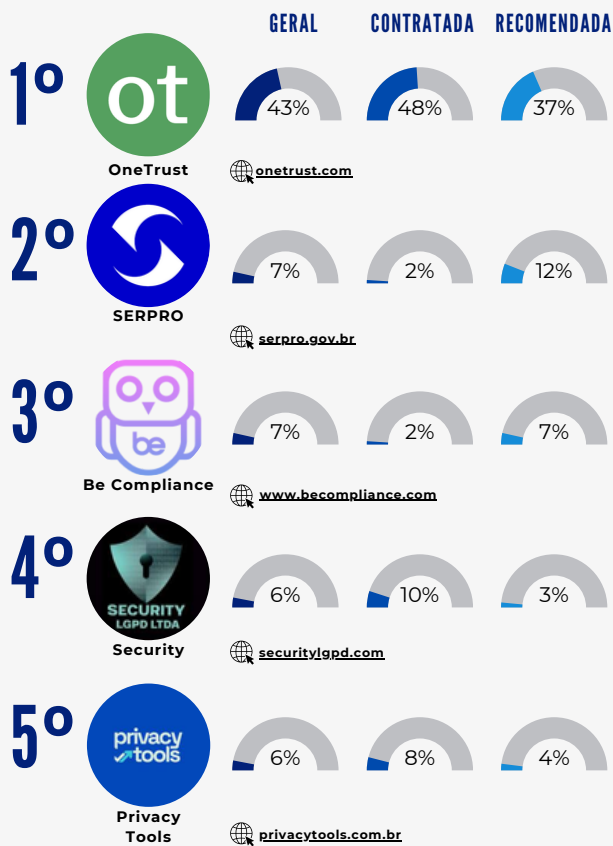 GERAL CONTRATADA RECOMENDADA
1º
ot
43% 48% 37%
OneTrust
onetrust.com
2º
7% 2% 12%
SERPRO
serpro.gov.br
3º
be
7% 2% 7%
Be Compliance
www.becompliance.com
4º
SECURITY
LGPD LTDA
6% 10% 3%
Security
securitylgpd.com
5º
privacy
tools
6% 8% 4%
Privacy
Tools
privacytools.com.br